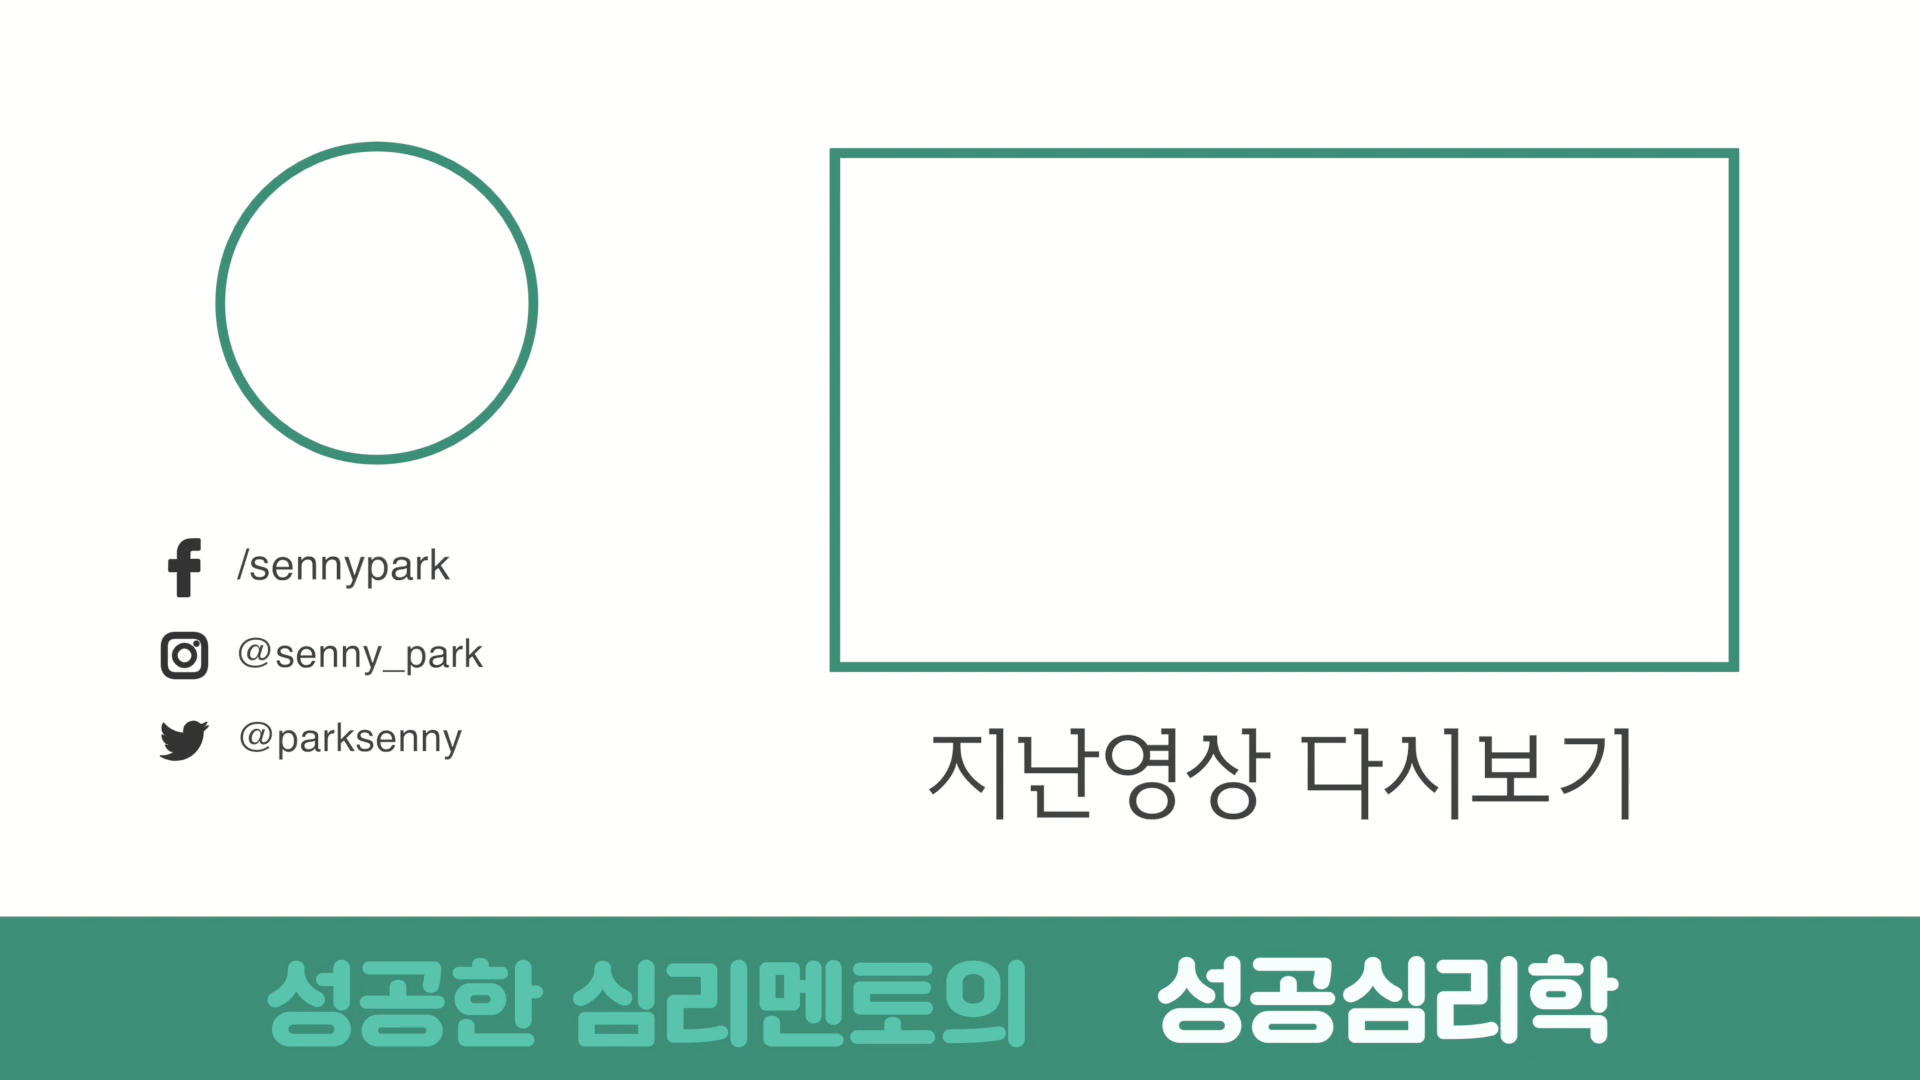 /sennypark
@senny_park
@parksenny
지난영상 다시보기
성공한 심리멘토의 성공심리학